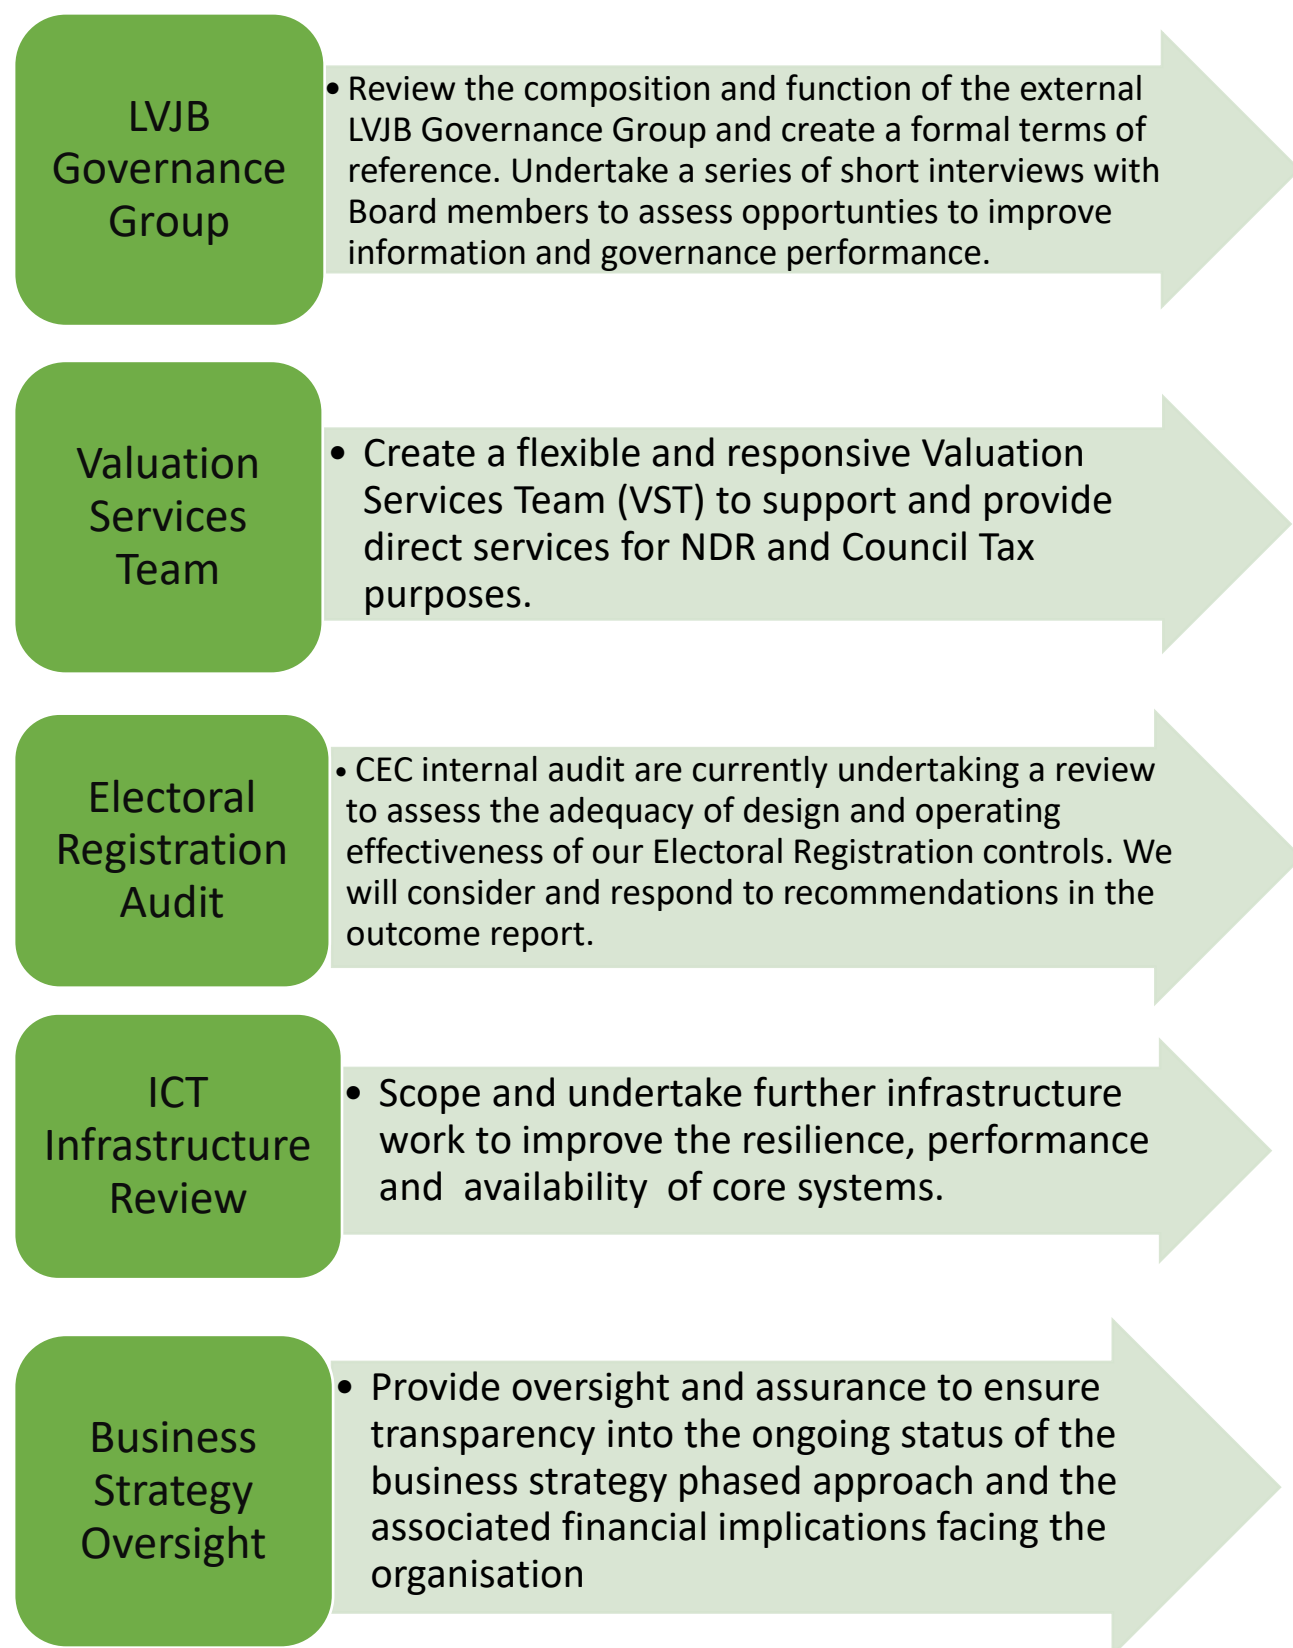 LVJB
Governance
Group
• Review the composition and function of the external
LVJB Governance Group and create a formal terms of
reference. Undertake a series of short interviews with
Board members to assess opportunties to improve
information and governance performance.
Valuation
Services
Team
• Create a flexible and responsive Valuation
Services Team (VST) to support and provide
direct services for NDR and Council Tax
purposes.
Electoral
Registration
Audit
• CEC internal audit are currently undertaking a review
to assess the adequacy of design and operating
effectiveness of our Electoral Registration controls. We
will consider and respond to recommendations in the
outcome report.
ICT
Infrastructure
Review
• Scope and undertake further infrastructure
work to improve the resilience, performance
and availability of core systems.
Business
Strategy
Oversight
• Provide oversight and assurance to ensure
transparency into the ongoing status of the
business strategy phased approach and the
associated financial implications facing the
organisation